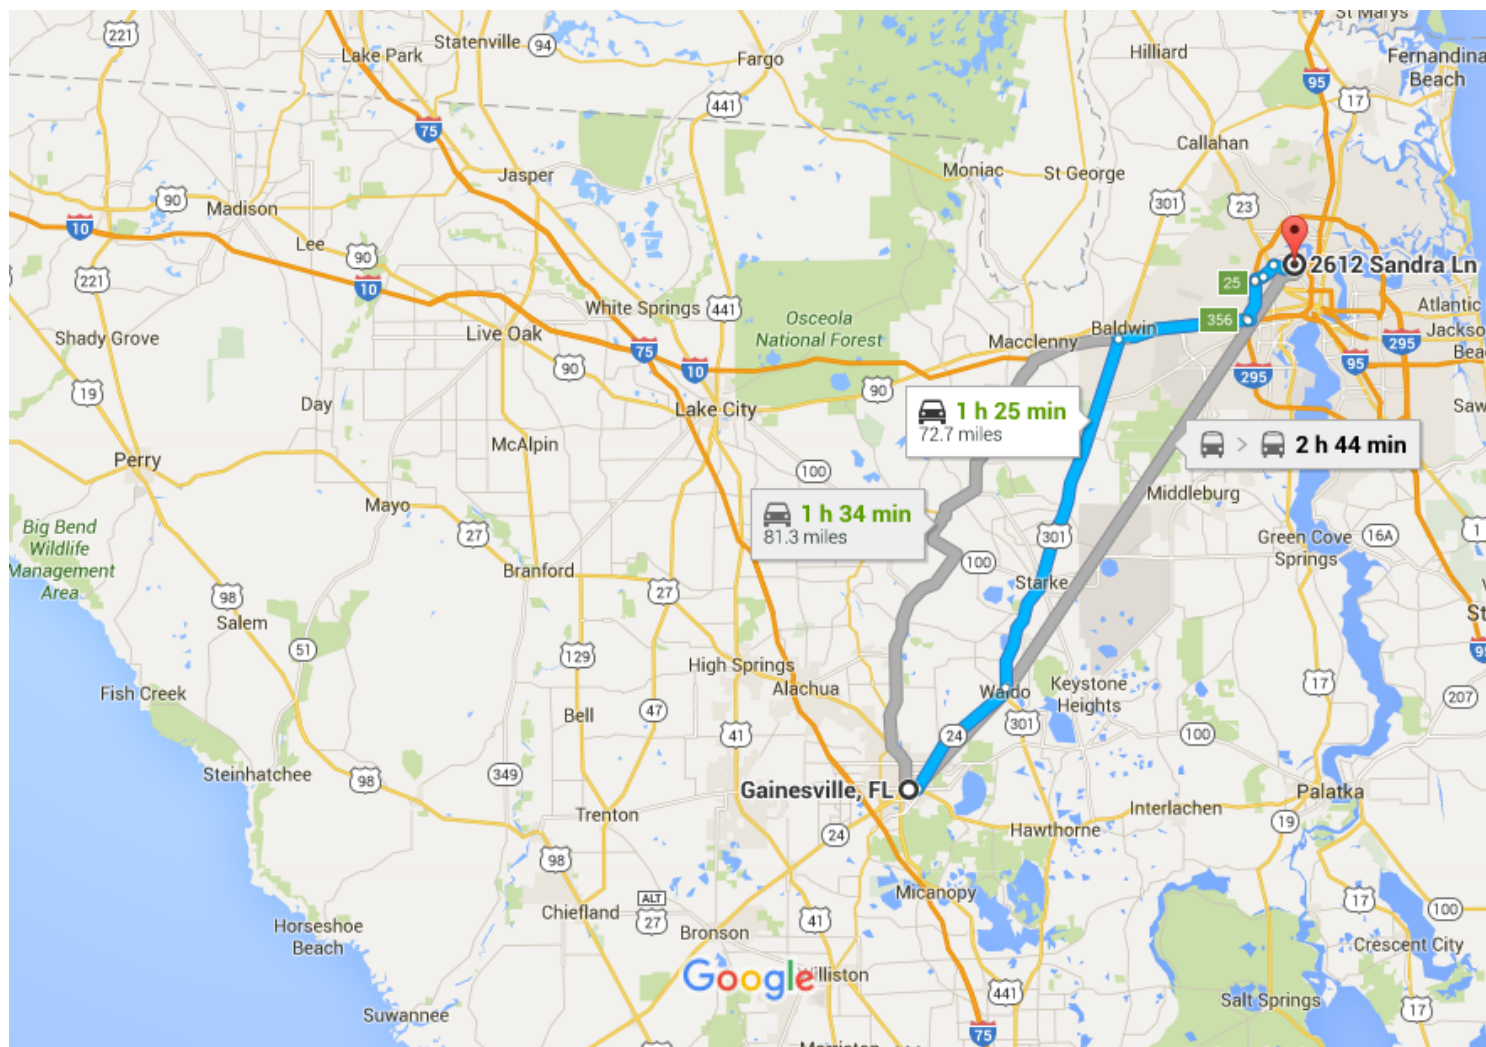 St Marys
221
Lake Park
Statenville
94
Fargo
Hilliard
Fernandina
Beach
95
17
441
75
Callahan
Jasper
Moniac
St George
90
Madison
301
23
10
Lee
90
221
10
2612 Sandra Ln
25
White Springs
441
Osceola
National Forest
356
Baldwin
Atlantic
Shady Grove
Live Oak
Macclenny
Jackso
Bea
75
10
90
95
295
295
19
90
Day
Lake City
1 h 25 min
72.7 miles
Saw
McAlpin
2 h 44 min
Perry
100
Mayo
Middleburg
1 h 34 min
81.3 miles
Big Bend
Wildlife
Management
Area
27
301
Green Cove
Springs
16A
1
100
Branford
Starke
98
27
Salem
St
51
129
High Springs
95
Fish Creek
Alachua
Waldo
Keystone
Heights
17
207
47
Bell
301
41
24
100
Steinhatchee
98
349
Gainesville, FL
Palatka
Trenton
Interlachen
24
Hawthorne
19
98
Micanopy
ALT
27
Chiefland
41
17
100
Horseshoe
Beach
Bronson
Crescent City
Google
Williston
441
Salt Springs
Suwannee
17
75